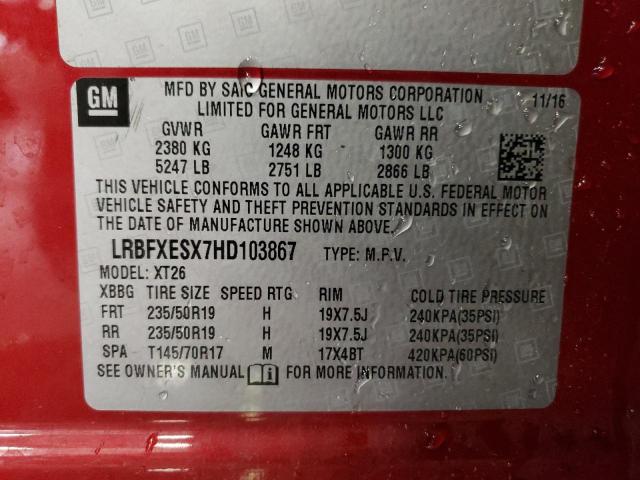 GM
MFD BY SAIC GENERAL MOTORS CORPORATION 11/16
LIMITED FOR GENERAL MOTORS LLC
GVWR GAWR FRT GAWR RR
2380 KG 1248 KG 1300 KG
5247 LB 2751 LB 2866 LB
THIS VEHICLE CONFORMS TO ALL APPLICABLE U.S. FEDERAL MOTOR
VEHICLE SAFETY AND THEFT PREVENTION STANDARDS IN EFFECT ON
THE DATE OF MANUFACTURE SHOWN ABOVE.
LRBFXESX7HD103867 TYPE: M.P.V.
MODEL: XT26
XBBG TIRE SIZE SPEED RTG RIM COLD TIRE PRESSURE
FRT 235/50R19 H 19X7.5J 240KPA(35PSI)
RR 235/50R19 H 19X7.5J 240KPA(35PSI)
SPA T145/70R17 M 17X4BT 420KPA(60PSI)
SEE OWNER'S MANUAL FOR MORE INFORMATION.